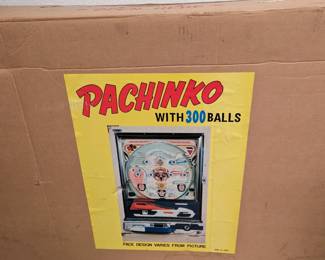 PACHINKO
WITH 300 BALLS
FACE DESIGN VARIES FROM PICTURE